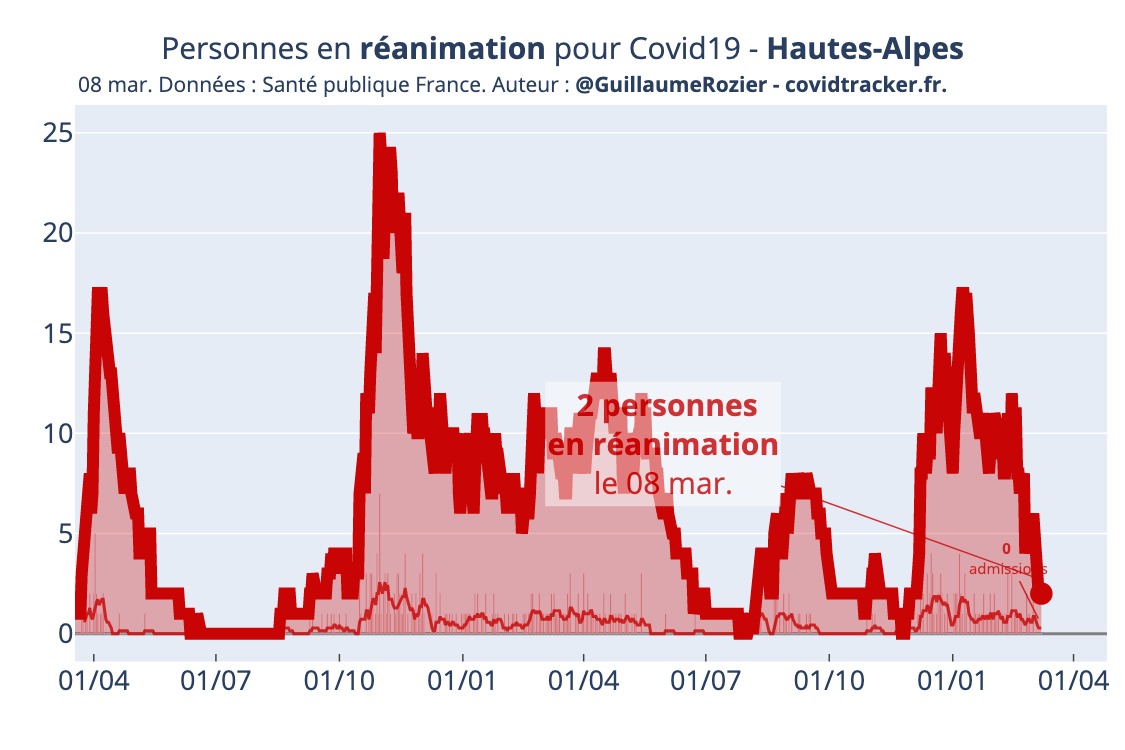 Personnes en réanimation pour Covid19 - Hautes-Alpes
08 mar. Données : Santé publique France. Auteur : @GuillaumeRozier - covidtracker.fr.
25
20
15
10
5
0
2 personnes
en réanimation
le 08 mar.
0
admissions
01/04
01/07
01/10
01/01
01/04
01/07
01/10
01/01
01/04